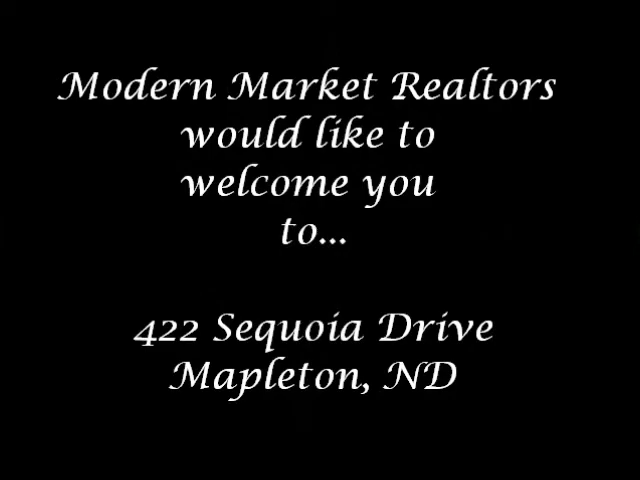 Modern Market Realtors
would like to
welcome you
to...
422 Sequoia Drive
Mapleton, ND